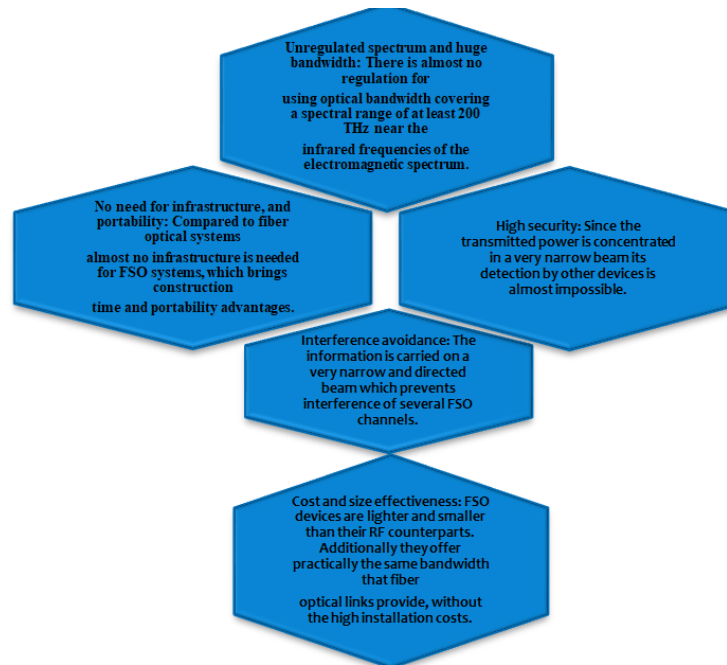 Unregulated spectrum and huge
bandwidth: There is almost no
regulation for
using optical bandwidth covering
a spectral range of at least 200
THz near the
infrared frequencies of the
electromagnetic spectrum.
No need for infrastructure, and
portability: Compared to fiber
optical systems
almost no infrastructure is needed
for FSO systems, which brings
construction
time and portability advantages.
High security: Since the
transmitted power is concentrated
in a very narrow beam its
detection by other devices is
almost impossible.
Interference avoidance: The
information is carried on a
very narrow and directed
beam which prevents
interference of several FSO
channels.
Cost and size effectiveness: FSO
devices are lighter and smaller
than their RF counterparts.
Additionally they offer
practically the same bandwidth
that fiber
optical links provide, without
the high installation costs.